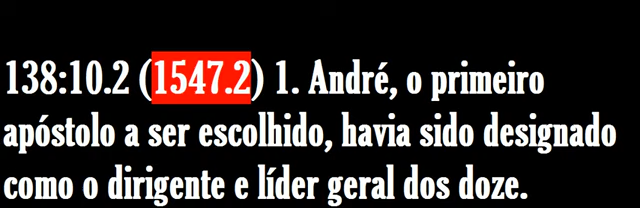 138:10.2 (1547.2) 1. André, o primeiro
apóstolo a ser escolhido, havia sido designado
como o dirigente e líder geral dos doze.